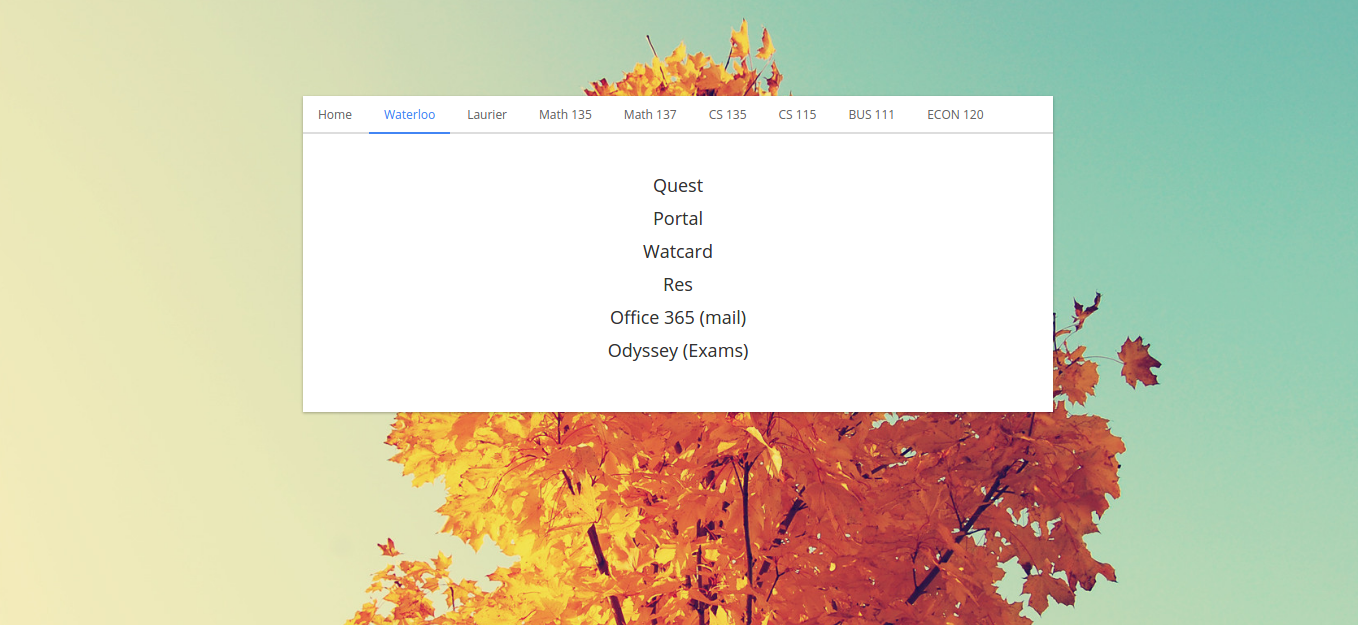 Home Waterloo Laurier Math 135 Math 137 CS 135 CS 115 BUS 111 ECON 120
Quest
Portal
Watcard
Res
Office 365 (mail)
Odyssey (Exams)